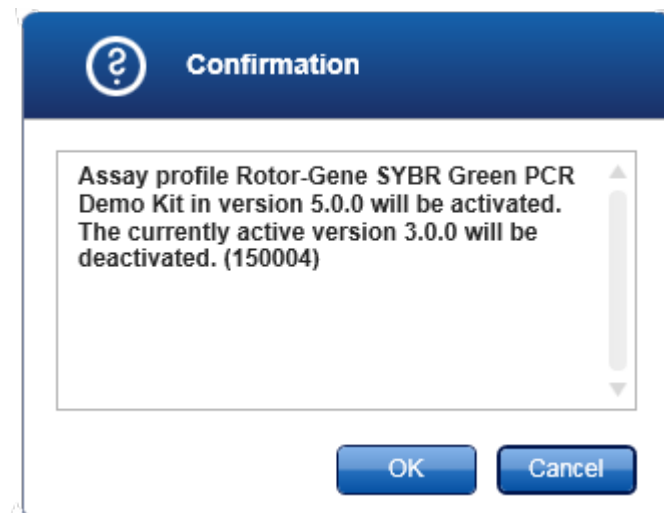 Confirmation
Assay profile Rotor-Gene SYBR Green PCR
Demo Kit in version 5.0.0 will be activated.
The currently active version 3.0.0 will be
deactivated. (150004)
OK
Cancel